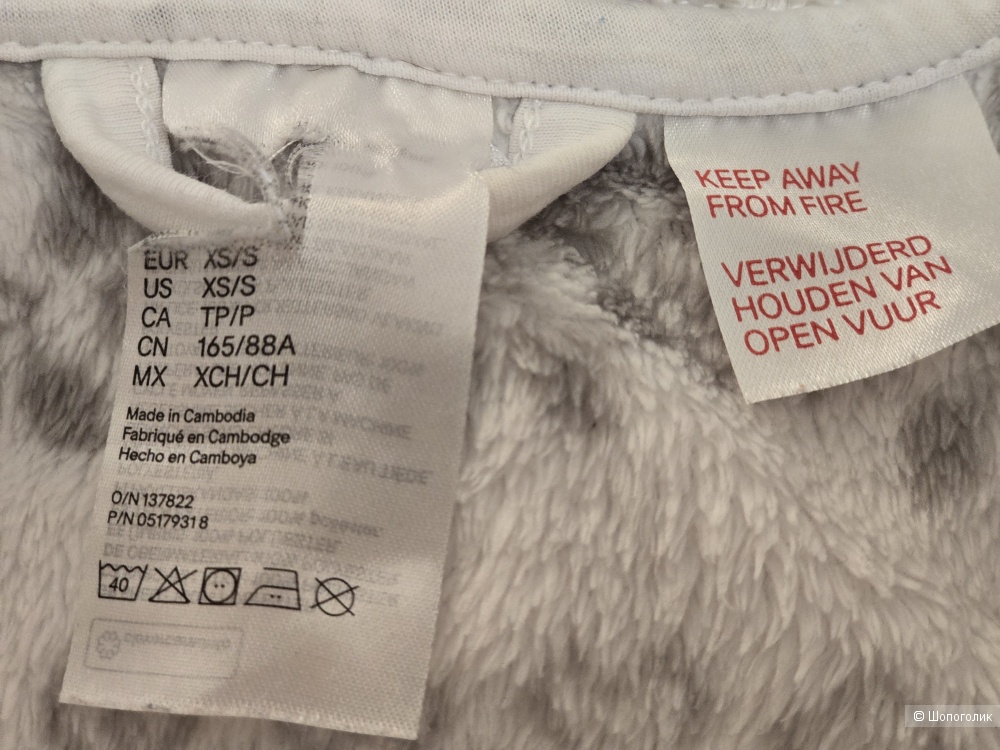 EUR XS/S
US XS/S
CA TP/P
CN 165/88A
MX XCH/CH
Made in Cambodia
Fabriqué en Cambodge
Hecho en Camboya
O/N 137822
P/N 05179318
40
KEEP AWAY
FROM FIRE
VERWIJDERD
HOUDEN VAN
OPEN VUUR
© Шопоголик